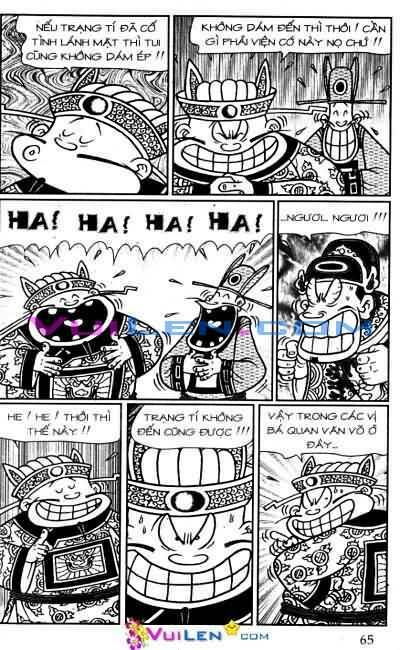 NẾU TRẠNG TÍ ĐÃ CỐ
TÌNH LÁNH MẶT THÌ TUI
CŨNG KHÔNG DÁM ÉP !!
KHÔNG DÁM ĐẾN THÌ THÔI ! CẦN
GÌ PHẢI VIỆN CỚ NÀY NỌ CHỨ !!
HA! HA! HA! HA!
...NGƯƠI.. NGƯƠI !!!
VuiLen.com
HE ! HE ! THÔI THÌ
THẾ NÀY !!
TRẠNG TÍ KHÔNG
ĐẾN CŨNG ĐƯỢC !!!
VẬY TRONG CÁC VỊ
BÁ QUAN VĂN VÕ Ở
ĐÂY...
65
VuiLen.com